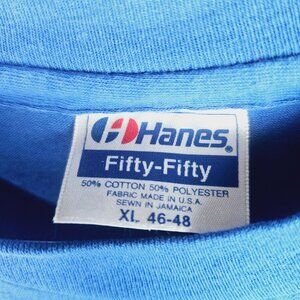 Hanes®
Fifty-Fifty
50% COTTON 50% POLYESTER
FABRIC MADE IN U.S.A.
SEWN IN JAMAICA
XL 46-48